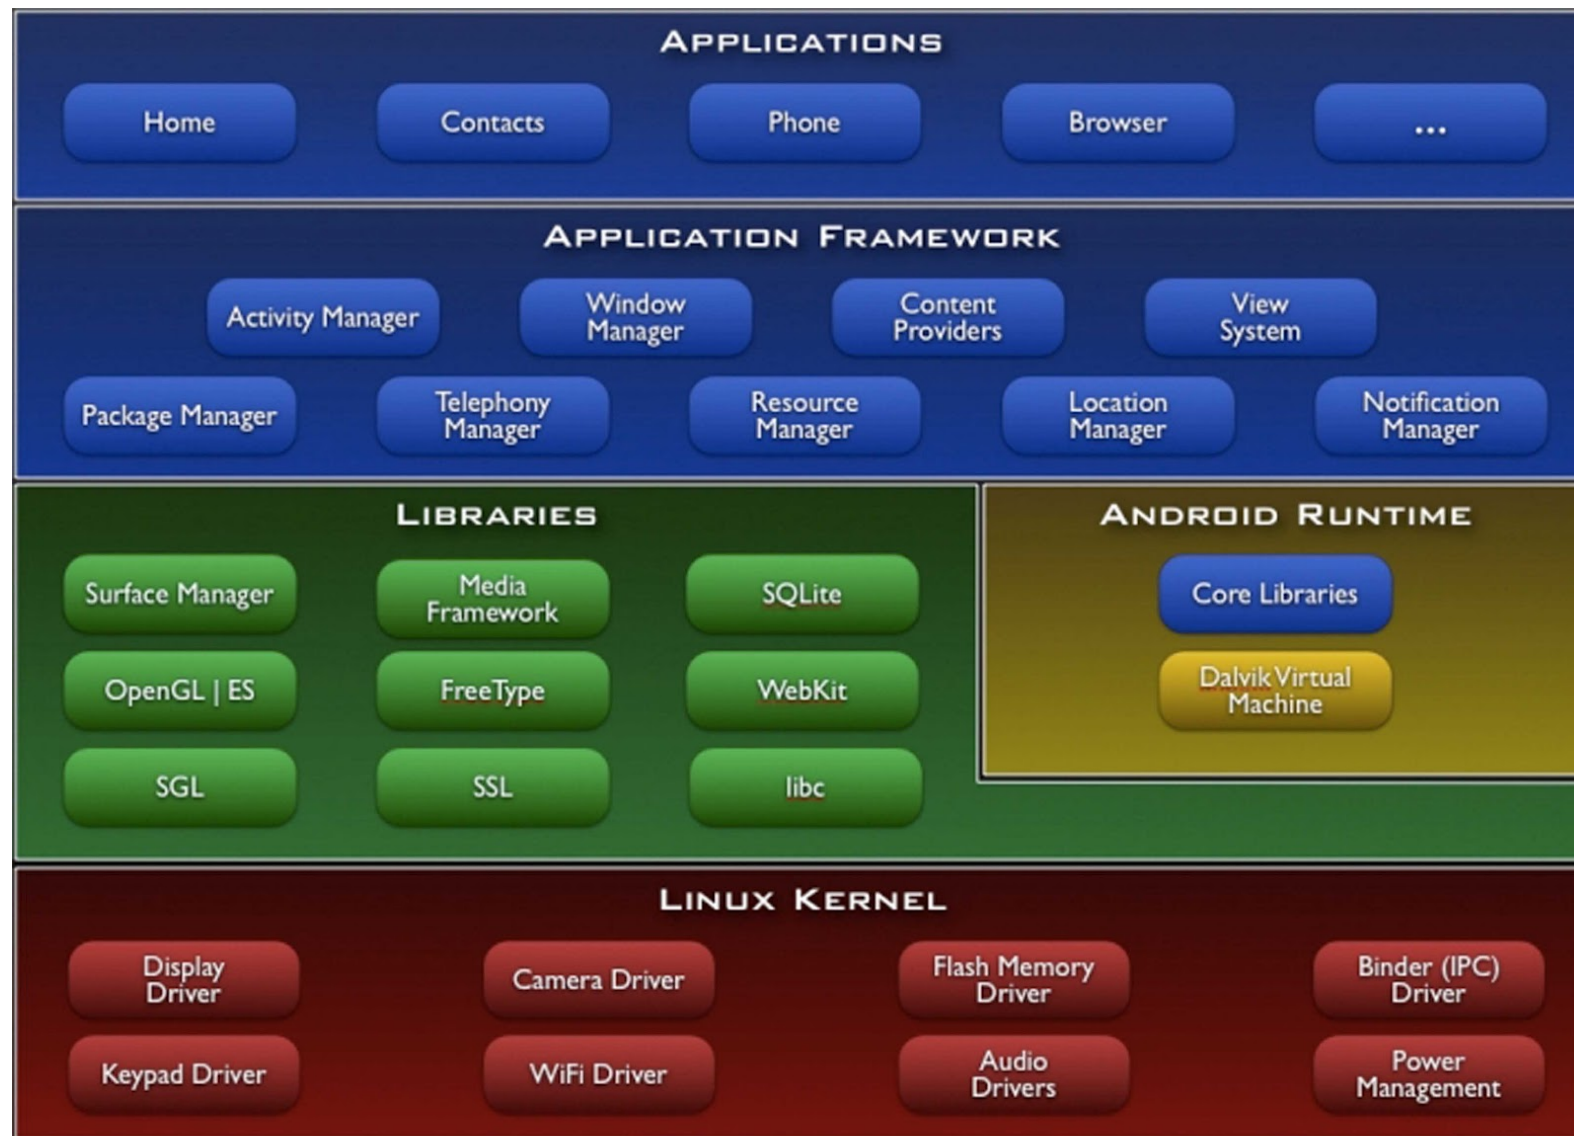 APPLICATIONS
Home
Contacts
Phone
Browser
...
APPLICATION FRAMEWORK
Activity Manager
Window
Manager
Content
Providers
View
System
Package Manager
Telephony
Manager
Resource
Manager
Location
Manager
Notification
Manager
LIBRARIES
Surface Manager
Media
Framework
SQLite
OpenGL | ES
FreeType
WebKit
SGL
SSL
libc
ANDROID RUNTIME
Core Libraries
Dalvik Virtual
Machine
LINUX KERNEL
Display
Driver
Camera Driver
Flash Memory
Driver
Binder (IPC)
Driver
Keypad Driver
WiFi Driver
Audio
Drivers
Power
Management